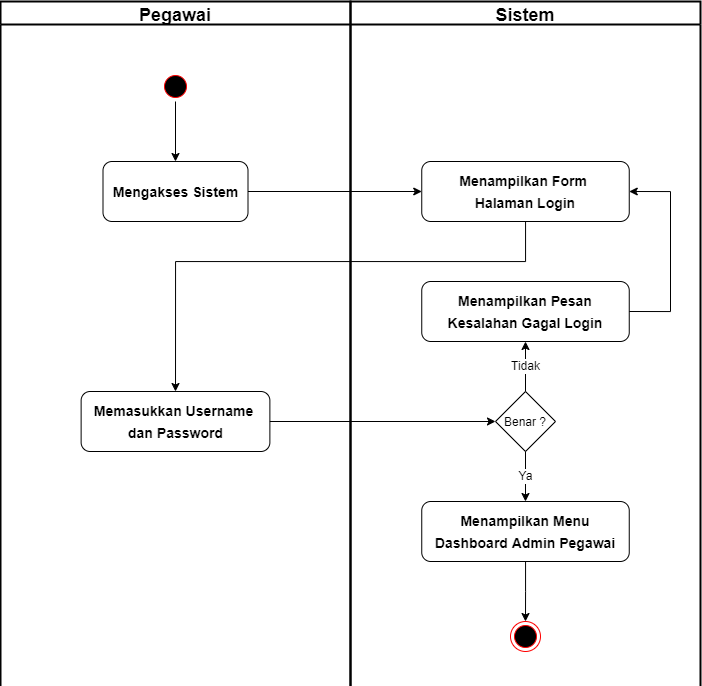 Pegawai
Sistem
Mengakses Sistem
Menampilkan Form
Halaman Login
Menampilkan Pesan
Kesalahan Gagal Login
Tidak
Memasukkan Username
dan Password
Benar ?
Ya
Menampilkan Menu
Dashboard Admin Pegawai